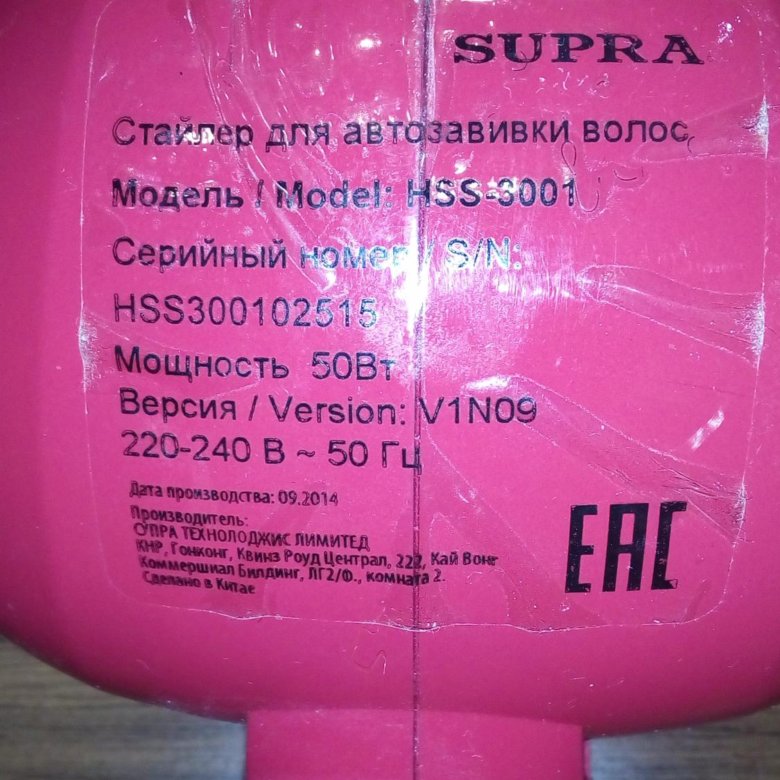 SUPRA
Стайлер для автозавивки волос
Модель / Model: HSS-3001
Серийный номер / S/N:
HSS300102515
Мощность 50Вт
Версия / Version: V1N09
220-240 В ~ 50 Гц
Дата производства: 09.2014
Производитель:
О'ПРА ТЕХНОЛОДЖИС ЛИМИТЕД
КНР, Гонконг, Квинз Роуд Централ, 222, Кай Вонг
Коммершиал Билдинг, ЛГ2/Ф., комната 2.
Сделано в Китае
EAC